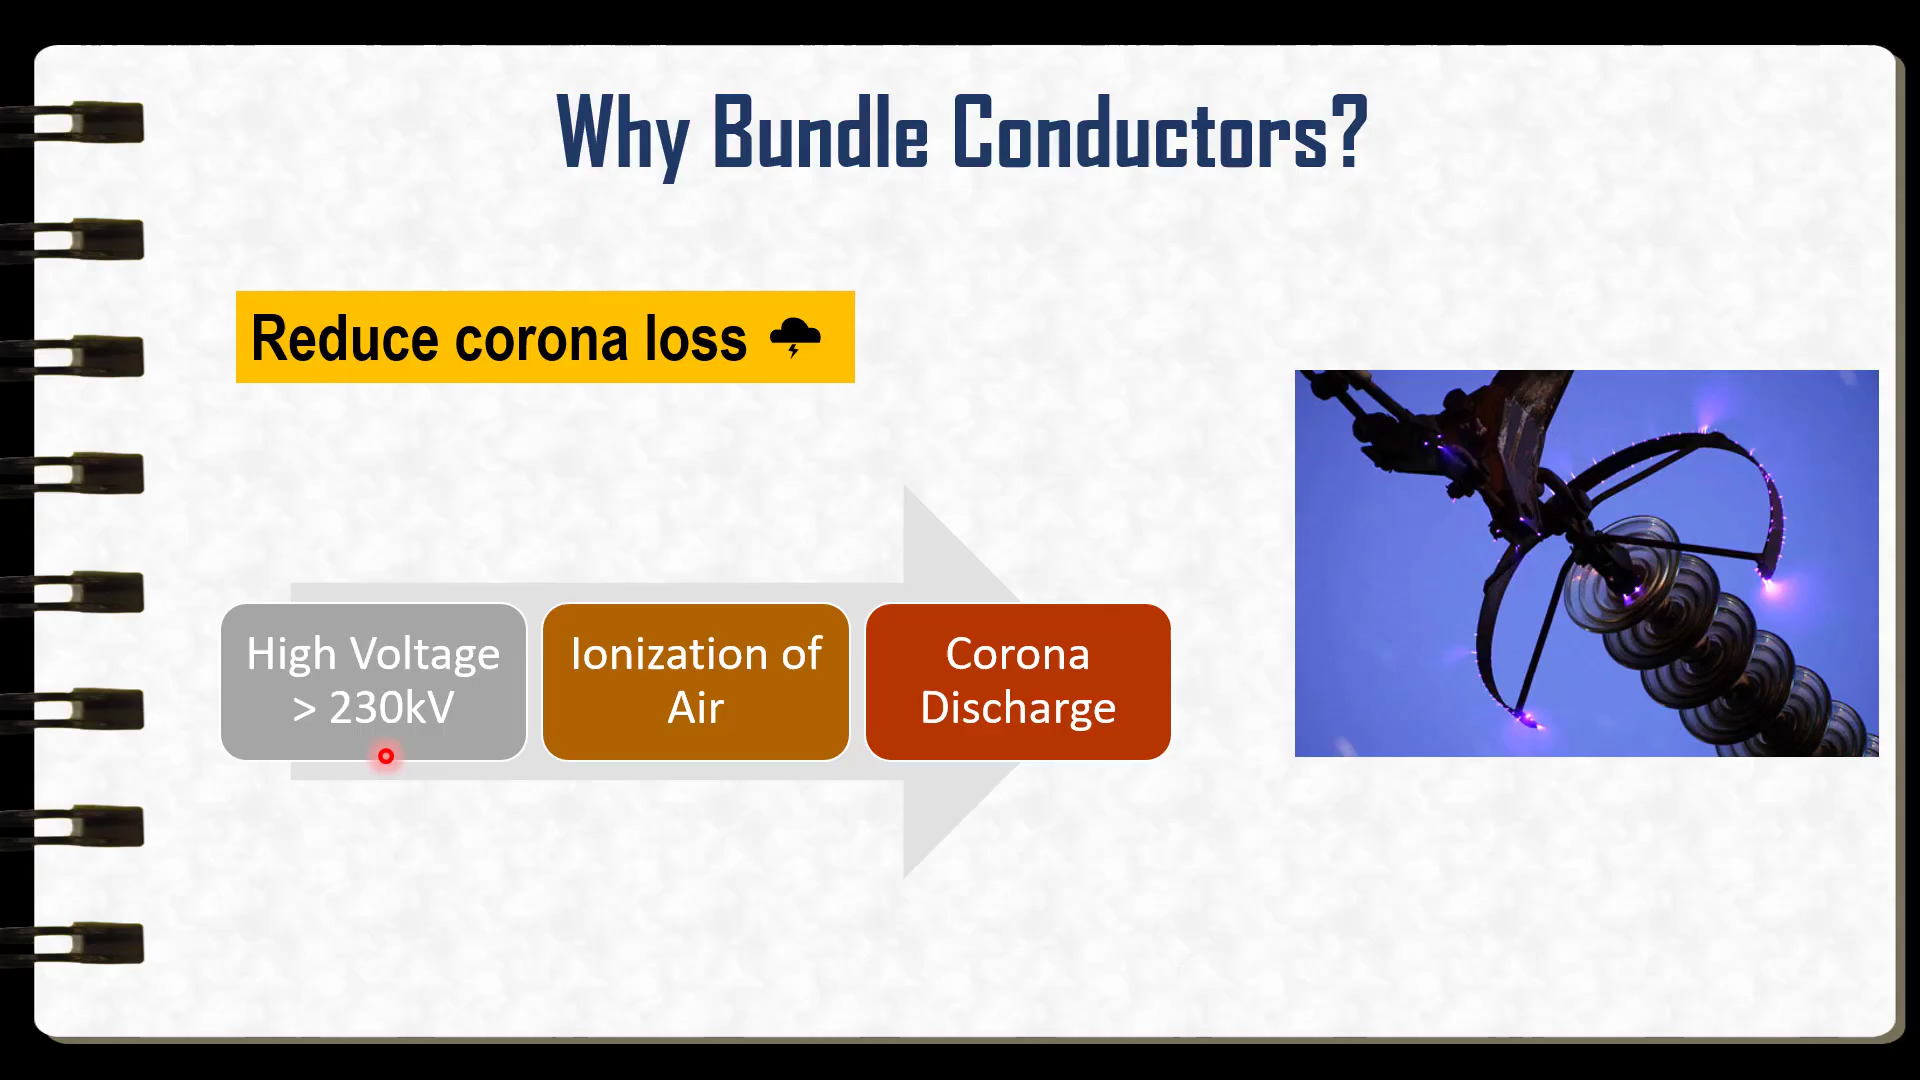 Why Bundle Conductors?
Reduce corona loss
High Voltage
> 230kV
Ionization of
Air
Corona
Discharge